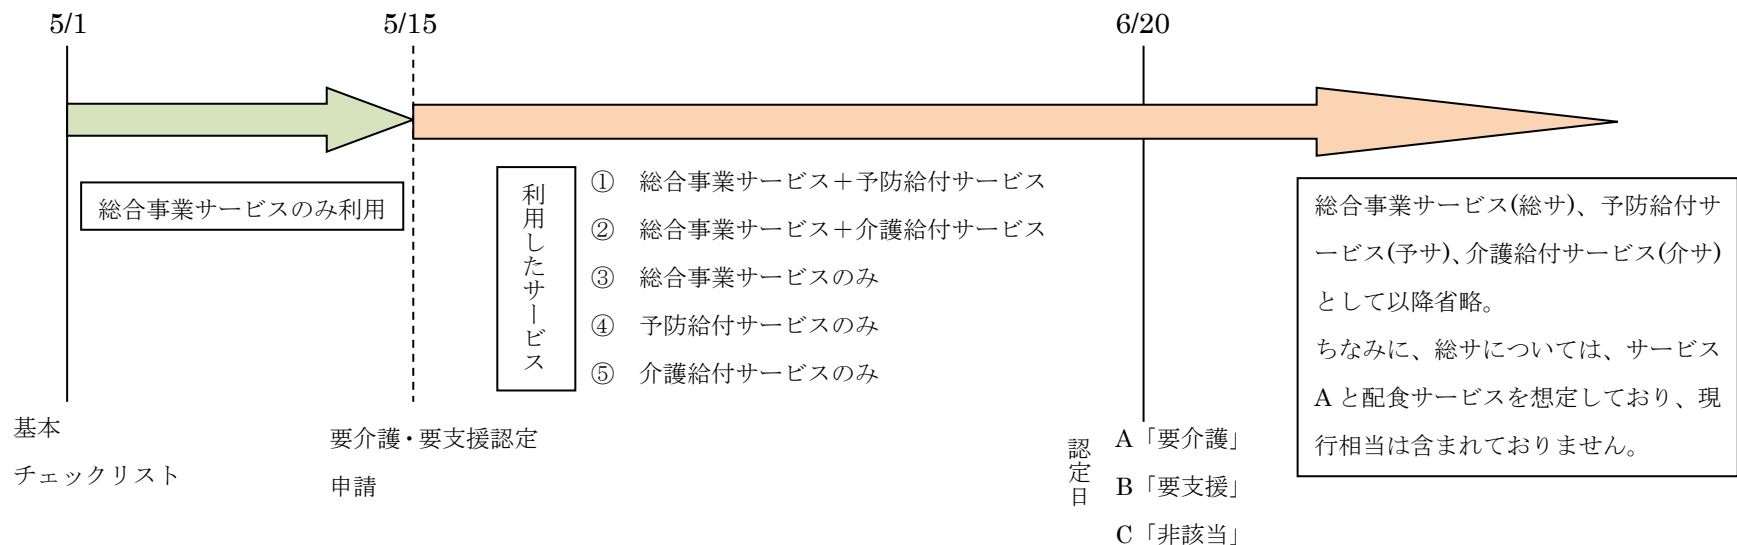 5/1
5/15
6/20
総合事業サービスのみ利用
利用したサービス
① 総合事業サービス＋予防給付サービス
② 総合事業サービス＋介護給付サービス
③ 総合事業サービスのみ
④ 予防給付サービスのみ
⑤ 介護給付サービスのみ
総合事業サービス(総サ)、予防給付サ
ービス(予サ)、介護給付サービス(介サ)
として以降省略。
ちなみに、総サについては、サービス
A と配食サービスを想定しており、現
行相当は含まれておりません。
基本
チェックリスト
要介護・要支援認定
申請
認定日
A「要介護」
B「要支援」
C「非該当」